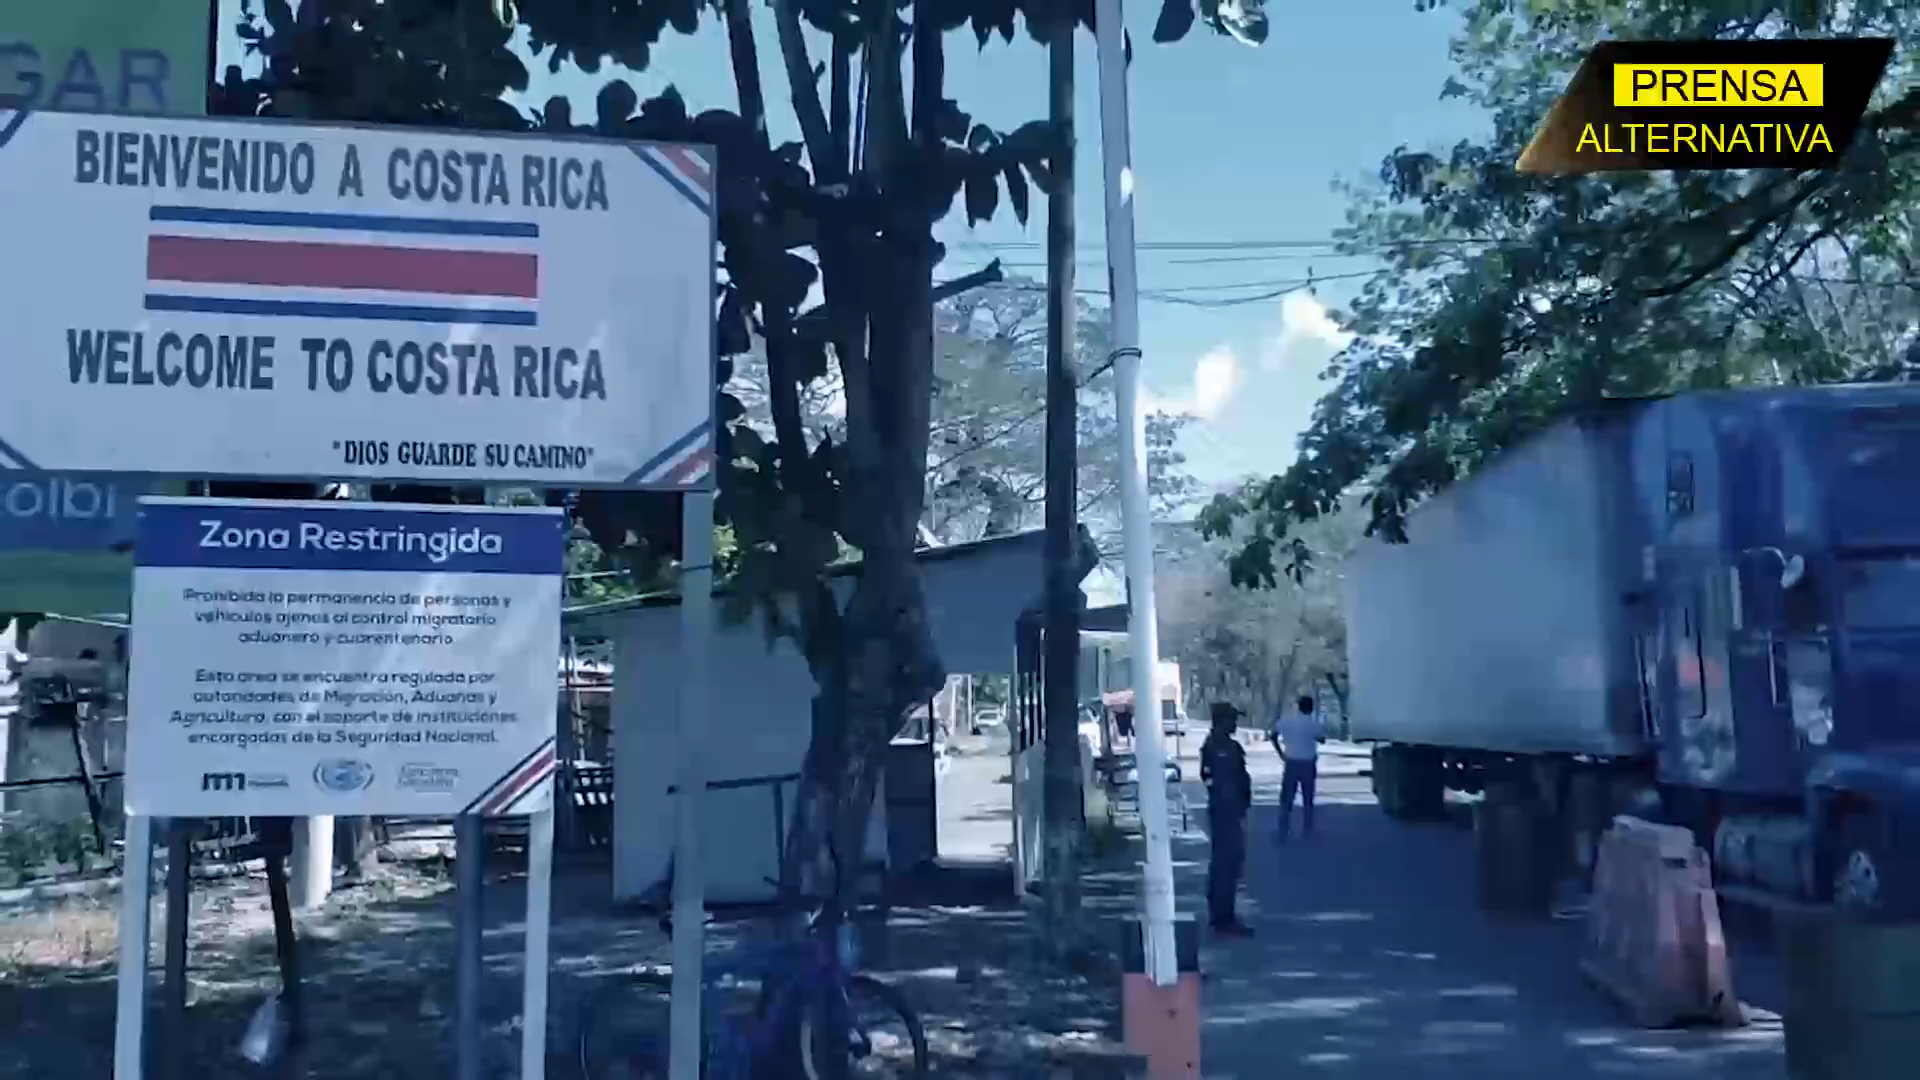 GAR
BIENVENIDO A COSTA RICA
WELCOME TO COSTA RICA
"DIOS GUARDE SU CAMINO"
olbi
Zona Restringida
Prohibida la permanencia de personas y
vehículos ajenos al control migratorio
aduanero y cuarentenario
Esta area se encuentra regulada por
autoridades de Migración, Aduanas y
Agricultura, con el soporte de instituciones
encargadas de la Seguridad Nacional.
PRENSA
ALTERNATIVA